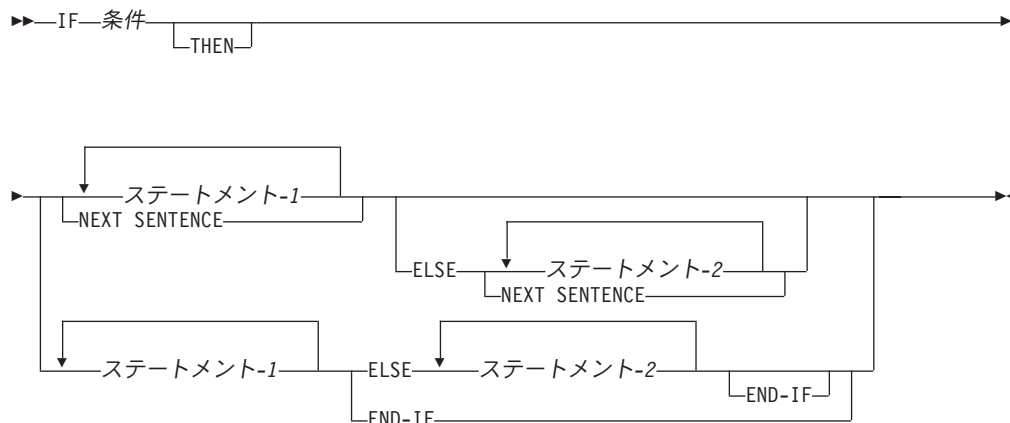 IF 条件
THEN
ステートメント-1
NEXT SENTENCE
ELSE ステートメント-2
NEXT SENTENCE
ステートメント-1 ELSE ステートメント-2
END-IF
END-IF